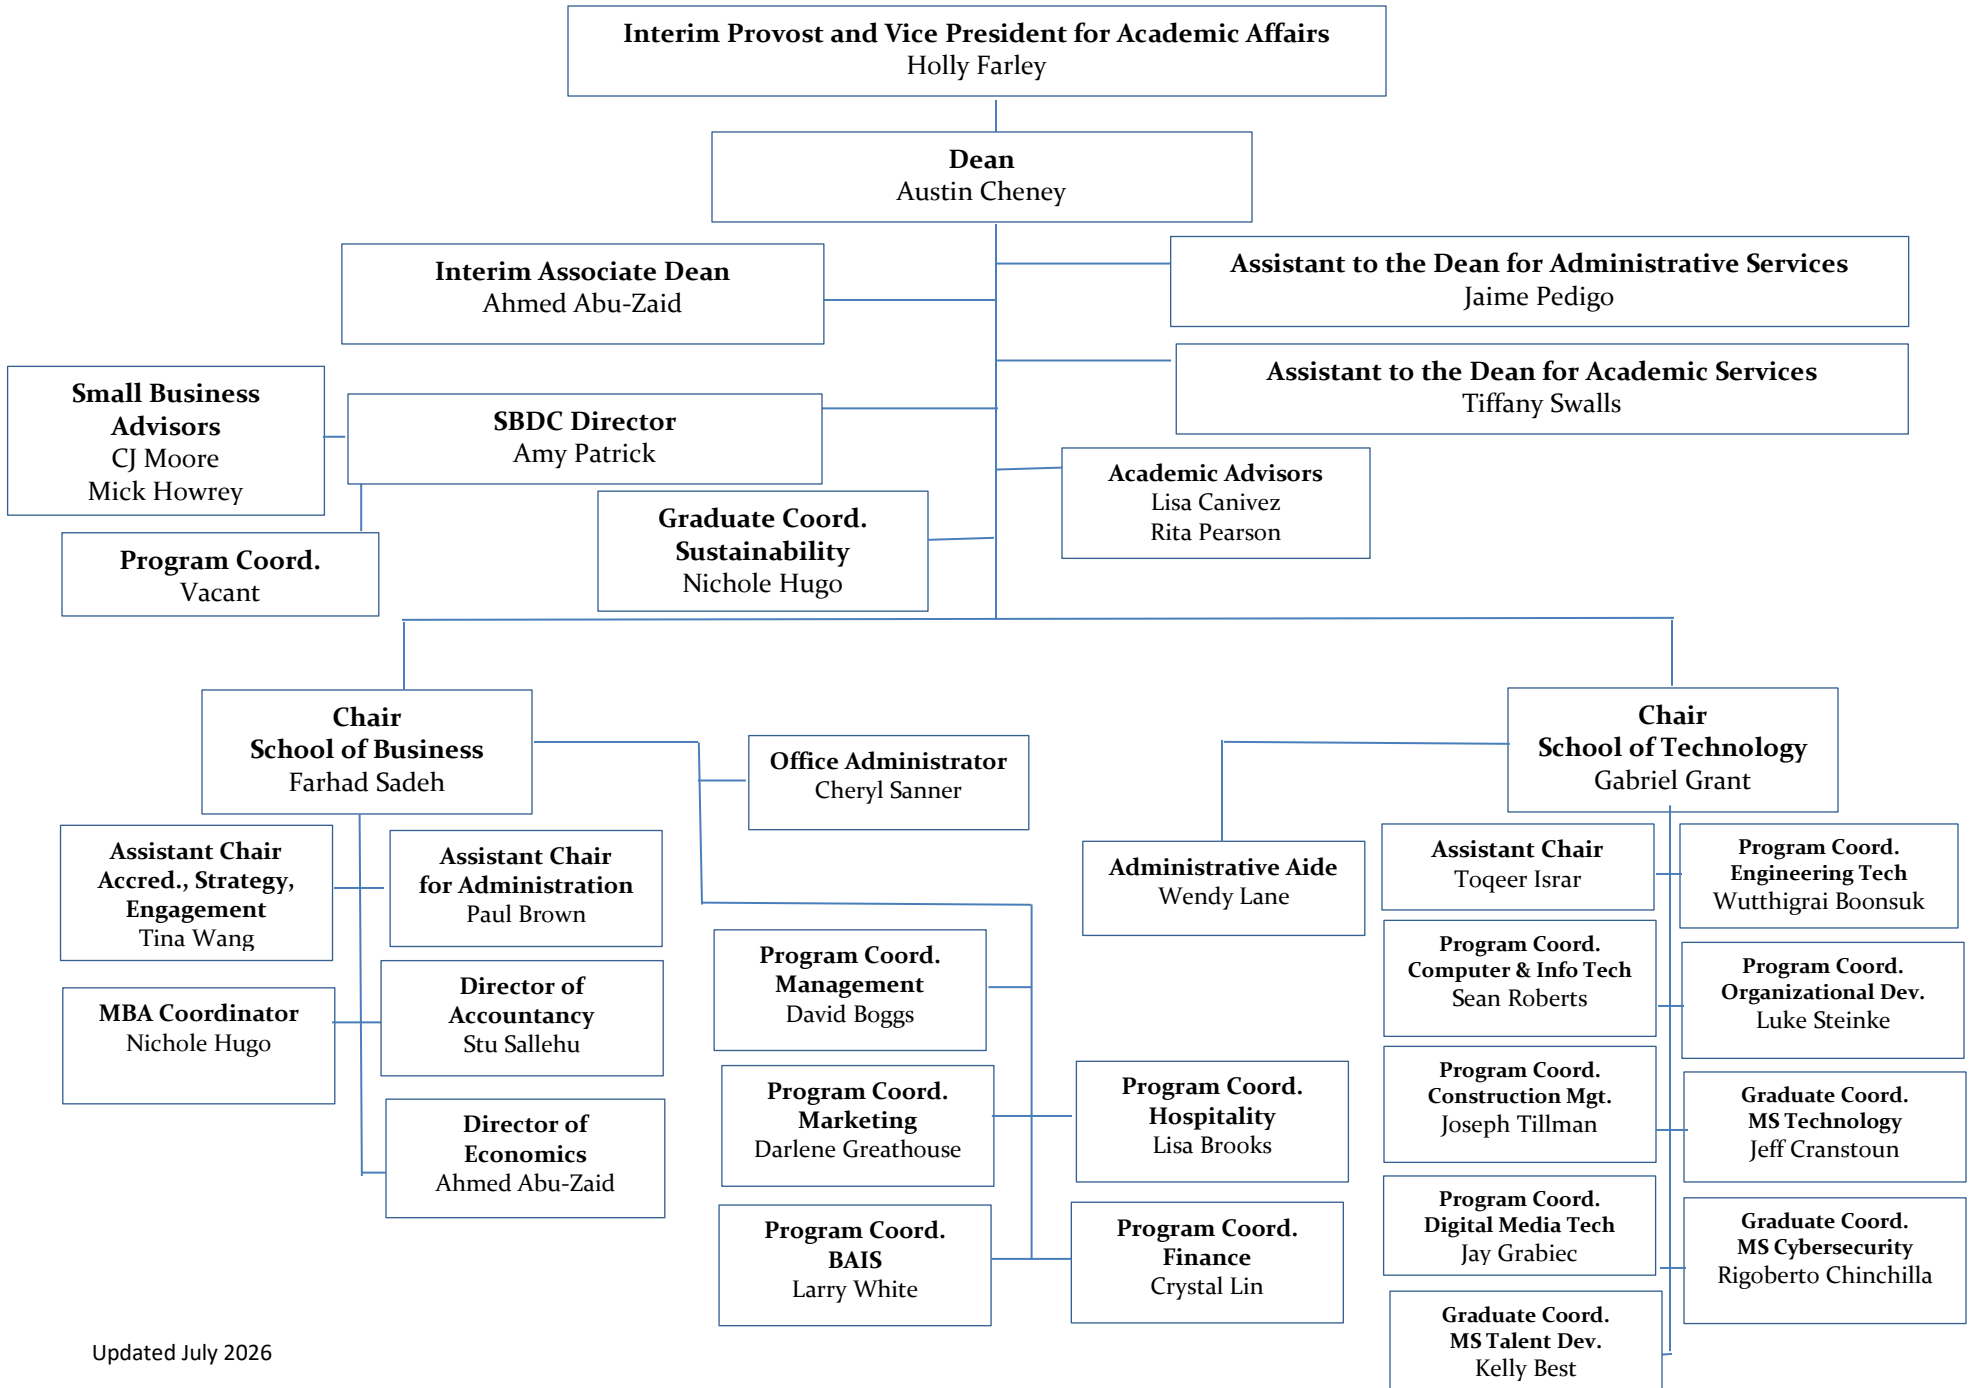 Interim Provost and Vice President for Academic Affairs
Holly Farley
Dean
Austin Cheney
Interim Associate Dean
Ahmed Abu-Zaid
Assistant to the Dean for Administrative Services
Jaime Pedigo
Assistant to the Dean for Academic Services
Tiffany Swalls
Small Business
Advisors
CJ Moore
Mick Howrey
SBDC Director
Amy Patrick
Academic Advisors
Lisa Canivez
Rita Pearson
Graduate Coord.
Sustainability
Nichole Hugo
Program Coord.
Vacant
Chair
School of Business
Farhad Sadeh
Chair
School of Technology
Gabriel Grant
Office Administrator
Cheryl Sanner
Assistant Chair
Accred., Strategy,
Engagement
Tina Wang
Assistant Chair
for Administration
Paul Brown
Administrative Aide
Wendy Lane
Assistant Chair
Toqeer Israr
Program Coord.
Engineering Tech
Wutthigrai Boonsuk
MBA Coordinator
Nichole Hugo
Director of
Accountancy
Stu Sallehu
Program Coord.
Management
David Boggs
Program Coord.
Computer & Info Tech
Sean Roberts
Program Coord.
Organizational Dev.
Luke Steinke
Director of
Economics
Ahmed Abu-Zaid
Program Coord.
Marketing
Darlene Greathouse
Program Coord.
Hospitality
Lisa Brooks
Program Coord.
Construction Mgt.
Joseph Tillman
Graduate Coord.
MS Technology
Jeff Cranstoun
Program Coord.
BAIS
Larry White
Program Coord.
Finance
Crystal Lin
Program Coord.
Digital Media Tech
Jay Grabiec
Graduate Coord.
MS Cybersecurity
Rigoberto Chinchilla
Graduate Coord.
MS Talent Dev.
Kelly Best
Updated July 2026